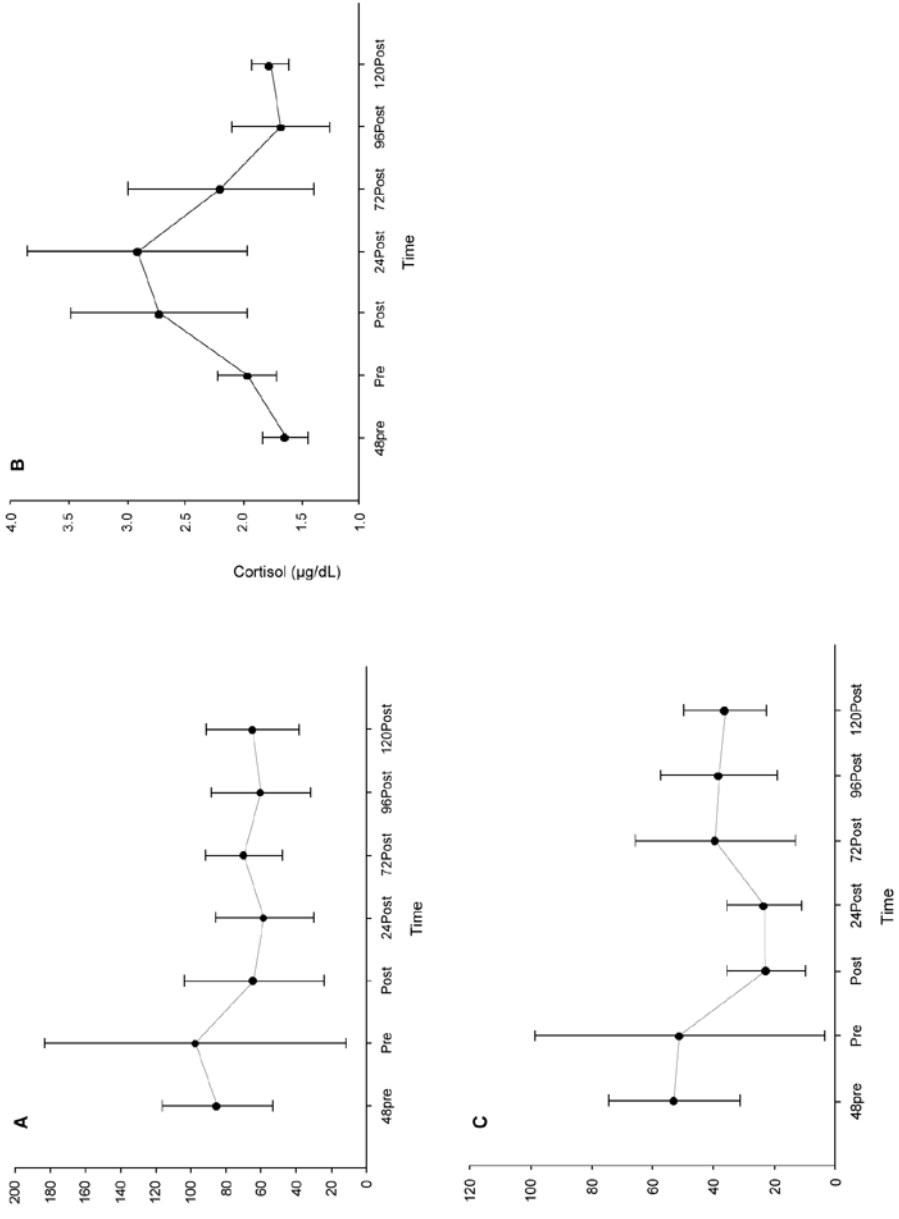 A
200
180
160
140
120
100
80
60
40
20
0
48pre
Pre
Post
24Post
72Post
96Post
120Post
Time
B
Cortisol (µg/dL)
4.0
3.5
3.0
2.5
2.0
1.5
1.0
48pre
Pre
Post
24Post
72Post
96Post
120Post
Time
C
120
100
80
60
40
20
0
48pre
Pre
Post
24Post
72Post
96Post
120Post
Time